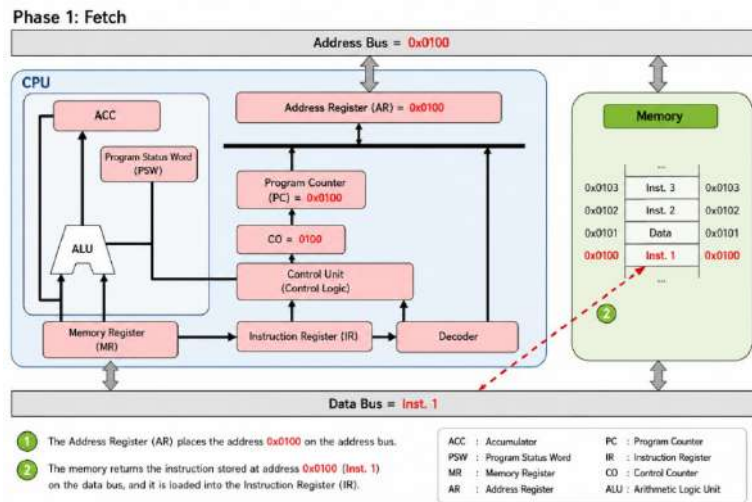 Phase 1: Fetch
Address Bus = 0x0100
CPU
Address Register (AR) = 0x0100
ACC
Program Status Word
(PSW)
Program Counter
(PC) = 0x0100
CO = 0100
ALU
Control Unit
(Control Logic)
Memory Register
(MR)
Instruction Register (IR)
Decoder
Memory
...
0x0103 Inst. 3 0x0103
0x0102 Inst. 2 0x0102
0x0101 Data 0x0101
0x0100 Inst. 1 0x0100
...
2
Data Bus = Inst. 1
1 The Address Register (AR) places the address 0x0100 on the address bus.
2 The memory returns the instruction stored at address 0x0100 (Inst. 1)
on the data bus, and it is loaded into the Instruction Register (IR).
ACC : Accumulator PC : Program Counter
PSW : Program Status Word IR : Instruction Register
MR : Memory Register CO : Control Counter
AR : Address Register ALU : Arithmetic Logic Unit